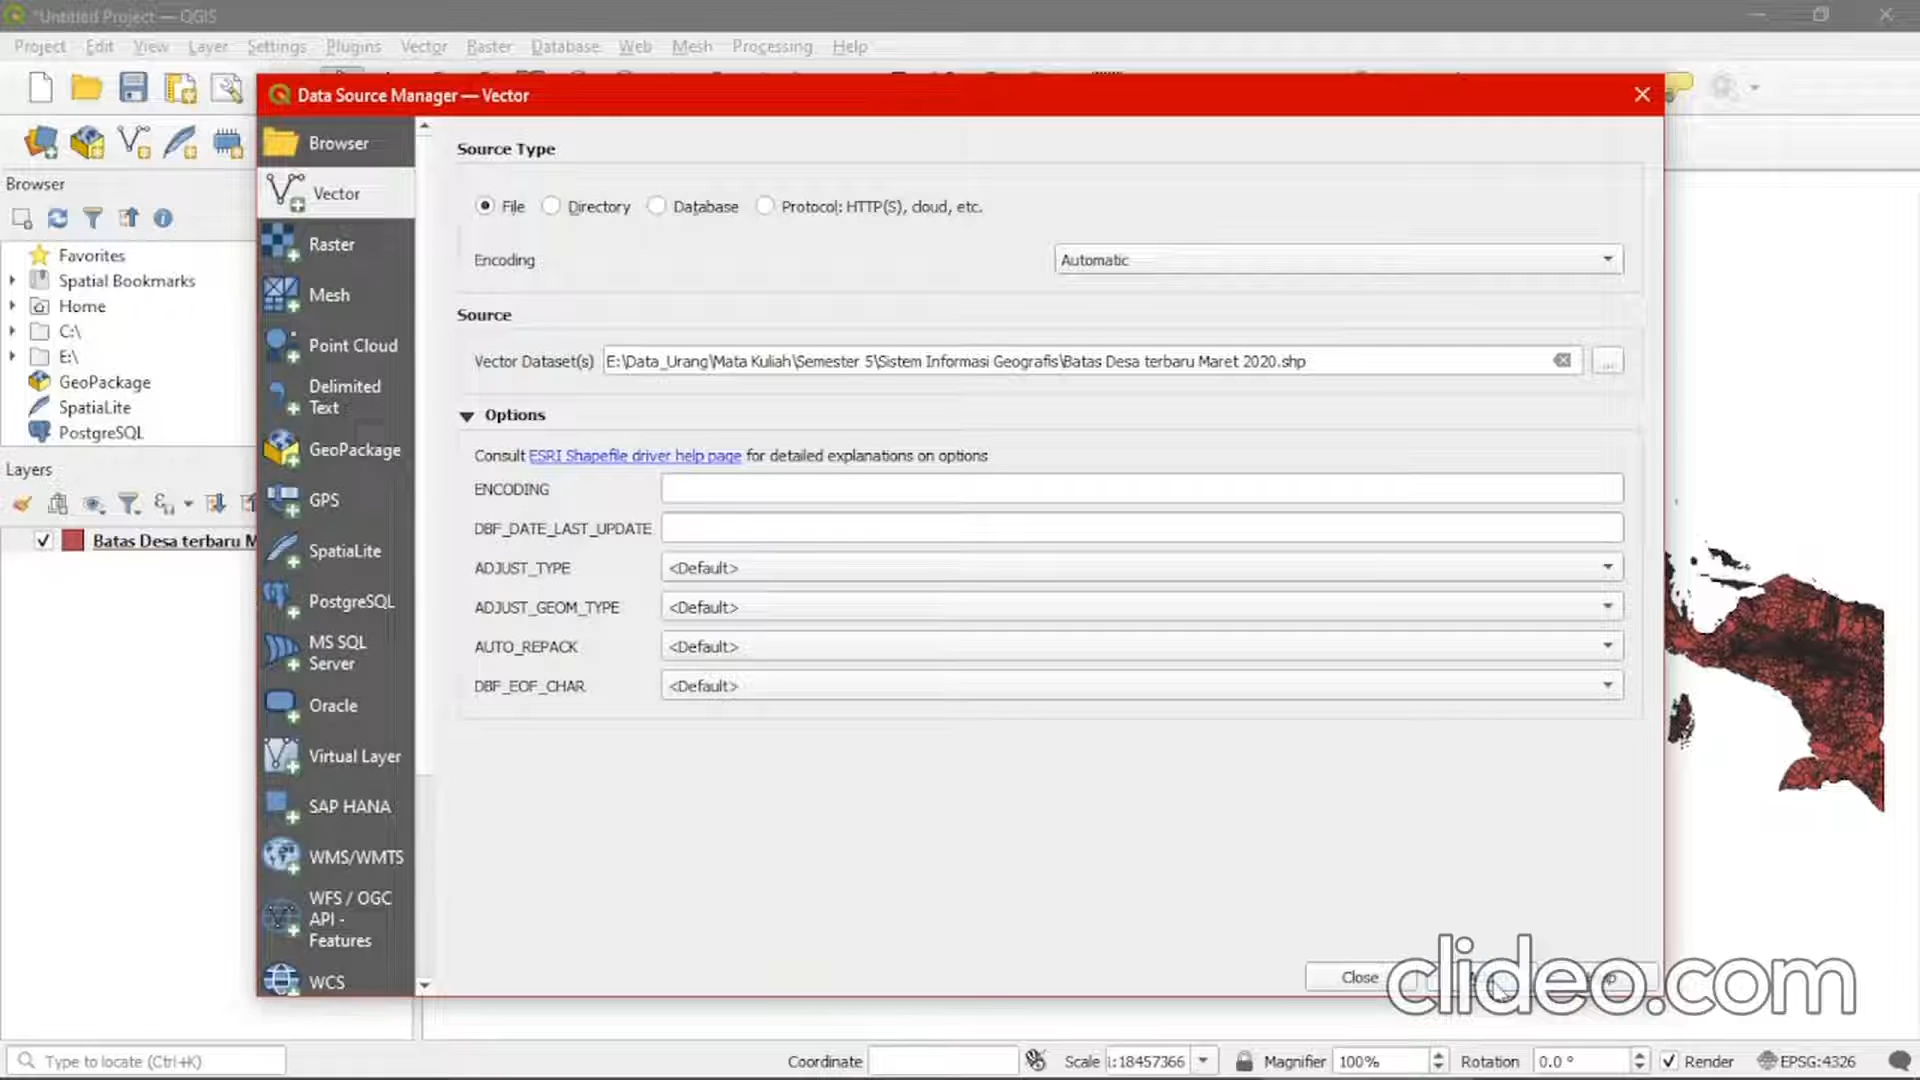 *Untitled Project — QGIS
Project Edit View Layer Settings Plugins Vector Raster Database Web Mesh Processing Help
Data Source Manager — Vector
Browser
Vector
Raster
Mesh
Point Cloud
Delimited
Text
GeoPackage
GPS
SpatiaLite
PostgreSQL
MS SQL
Server
Oracle
Virtual Layer
SAP HANA
WMS/WMTS
WFS / OGC
API -
Features
WCS
Source Type
File Directory Database Protocol: HTTP(S), cloud, etc.
Encoding Automatic
Source
Vector Dataset(s) E:\Data_Urang\Mata Kuliah\Semester 5\Sistem Informasi Geografis\Batas Desa terbaru Maret 2020.shp ...
Options
Consult ESRI Shapefile driver help page for detailed explanations on options
ENCODING
DBF_DATE_LAST_UPDATE
ADJUST_TYPE <Default>
ADJUST_GEOM_TYPE <Default>
AUTO_REPACK <Default>
DBF_EOF_CHAR <Default>
Close
clideo.com
Browser
Favorites
Spatial Bookmarks
Home
C:\
E:\
GeoPackage
SpatiaLite
PostgreSQL
Layers
Batas Desa terbaru M
Type to locate (Ctrl+K)
Coordinate Scale 1:18457366 Magnifier 100% Rotation 0.0 ° Render EPSG:4326